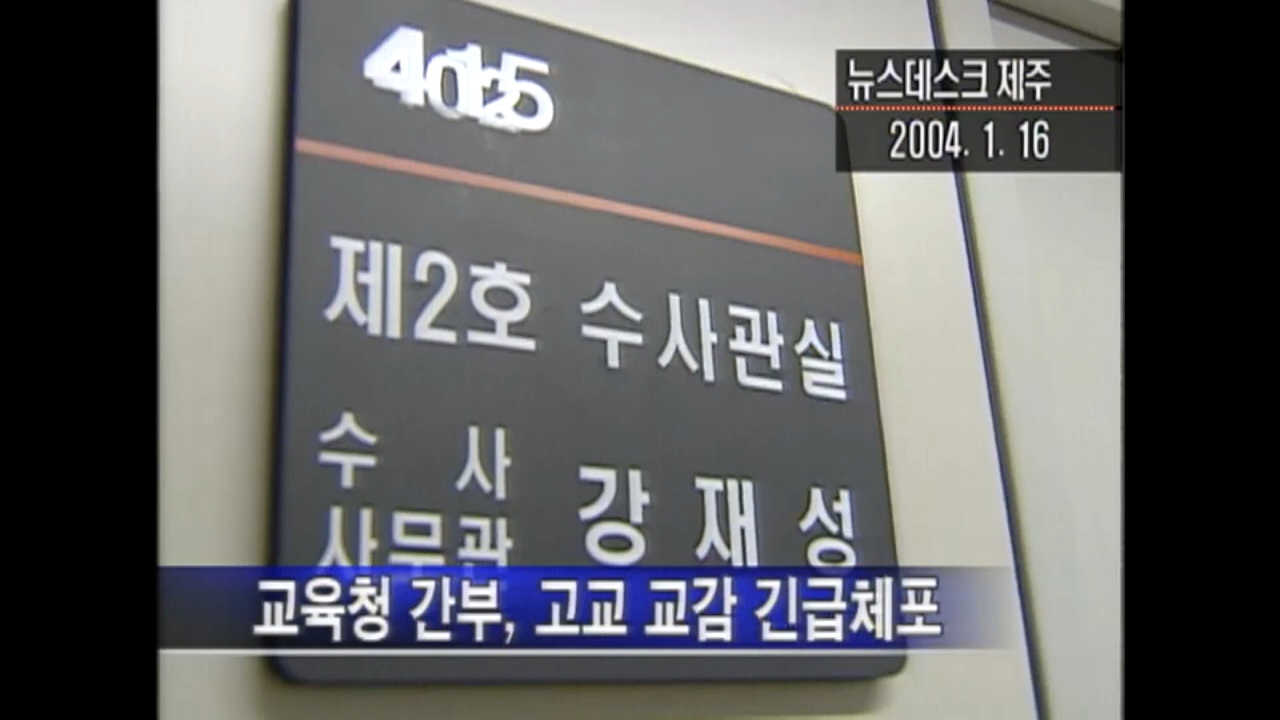 뉴스데스크 제주
2004. 1. 16
제2호 수사관실
수 사
사무관
강 재 성
교육청 간부, 고교 교감 긴급체포